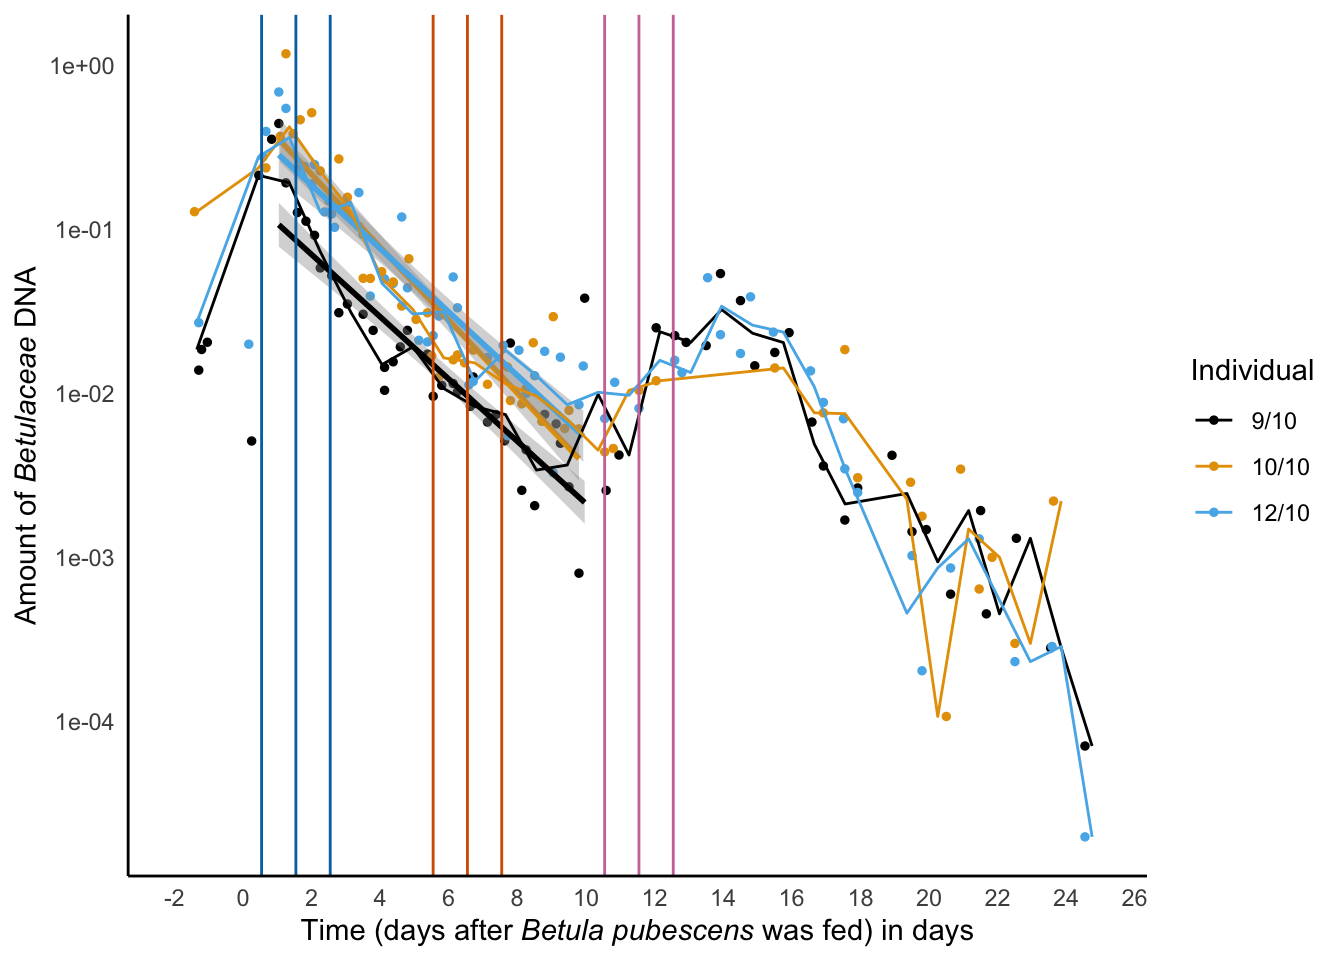 Amount of Betulaceae DNA
1e+00
1e-01
1e-02
1e-03
1e-04
-2 0 2 4 6 8 10 12 14 16 18 20 22 24 26
Time (days after Betula pubescens was fed) in days
Individual
9/10
10/10
12/10